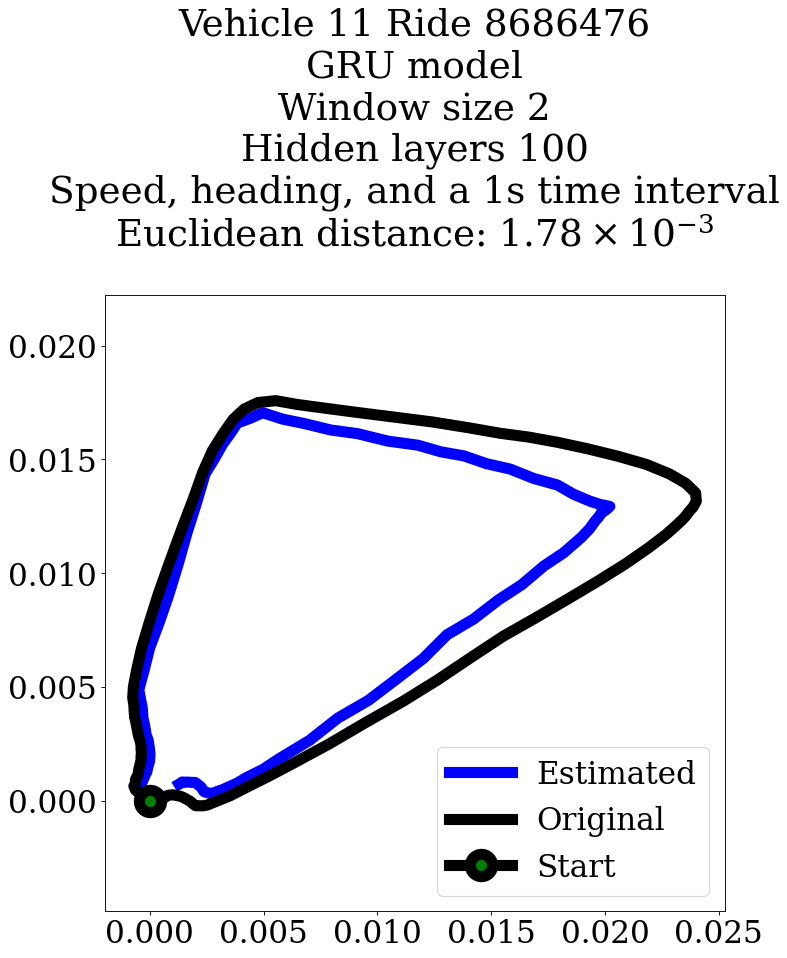 Vehicle 11 Ride 8686476
GRU model
Window size 2
Hidden layers 100
Speed, heading, and a 1s time interval
Euclidean distance: 1.78 × 10⁻³
0.020
0.015
0.010
0.005
0.000
Estimated
Original
Start
0.000 0.005 0.010 0.015 0.020 0.025